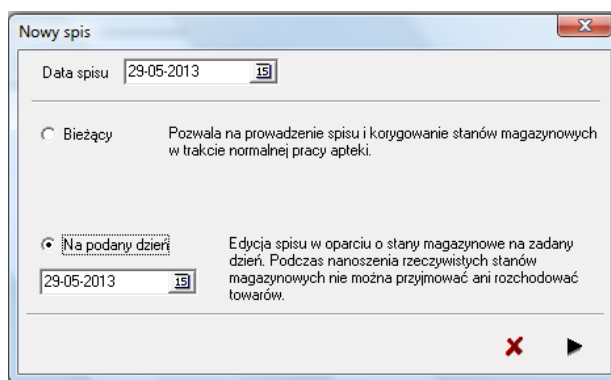 Nowy spis
Data spisu 29-05-2013 15
Bieżący Pozwala na prowadzenie spisu i korygowanie stanów magazynowych
w trakcie normalnej pracy apteki.
Na podany dzień Edycja spisu w oparciu o stany magazynowe na zadany
dzień. Podczas nanoszenia rzeczywistych stanów
29-05-2013 15 magazynowych nie można przyjmować ani rozchodować
towarów.